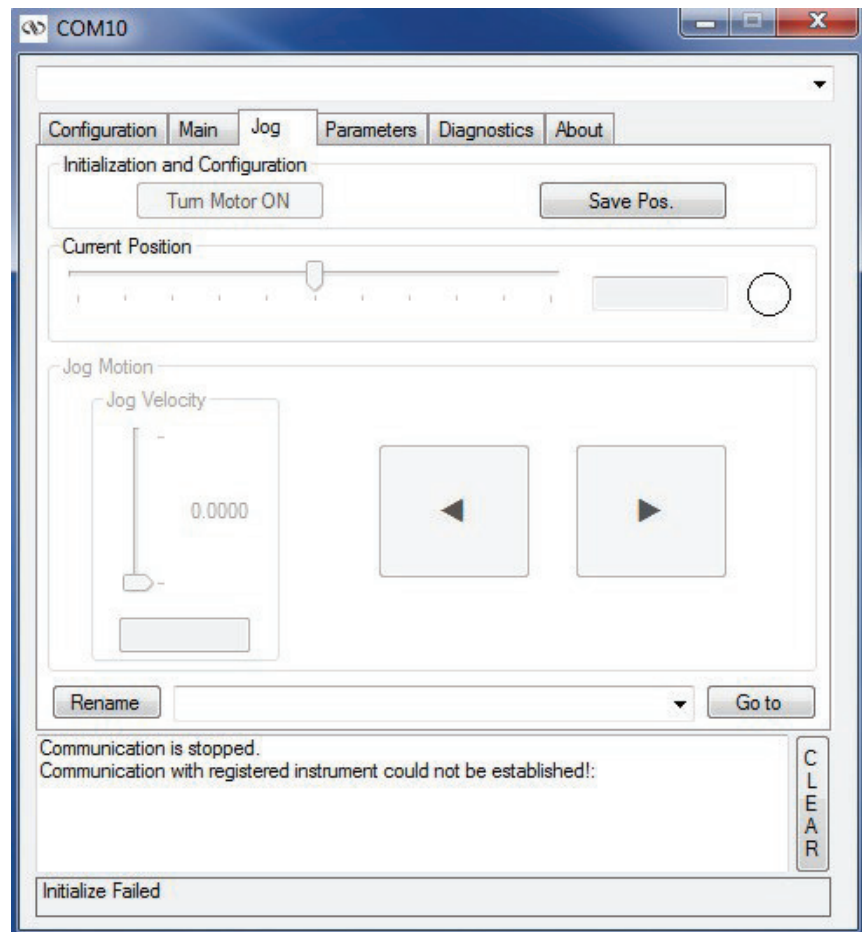 COM10
Configuration Main Jog Parameters Diagnostics About
Initialization and Configuration
Turn Motor ON Save Pos.
Current Position
Jog Motion
Jog Velocity
0.0000
Rename Go to
Communication is stopped.
Communication with registered instrument could not be established!:
CLEAR
Initialize Failed